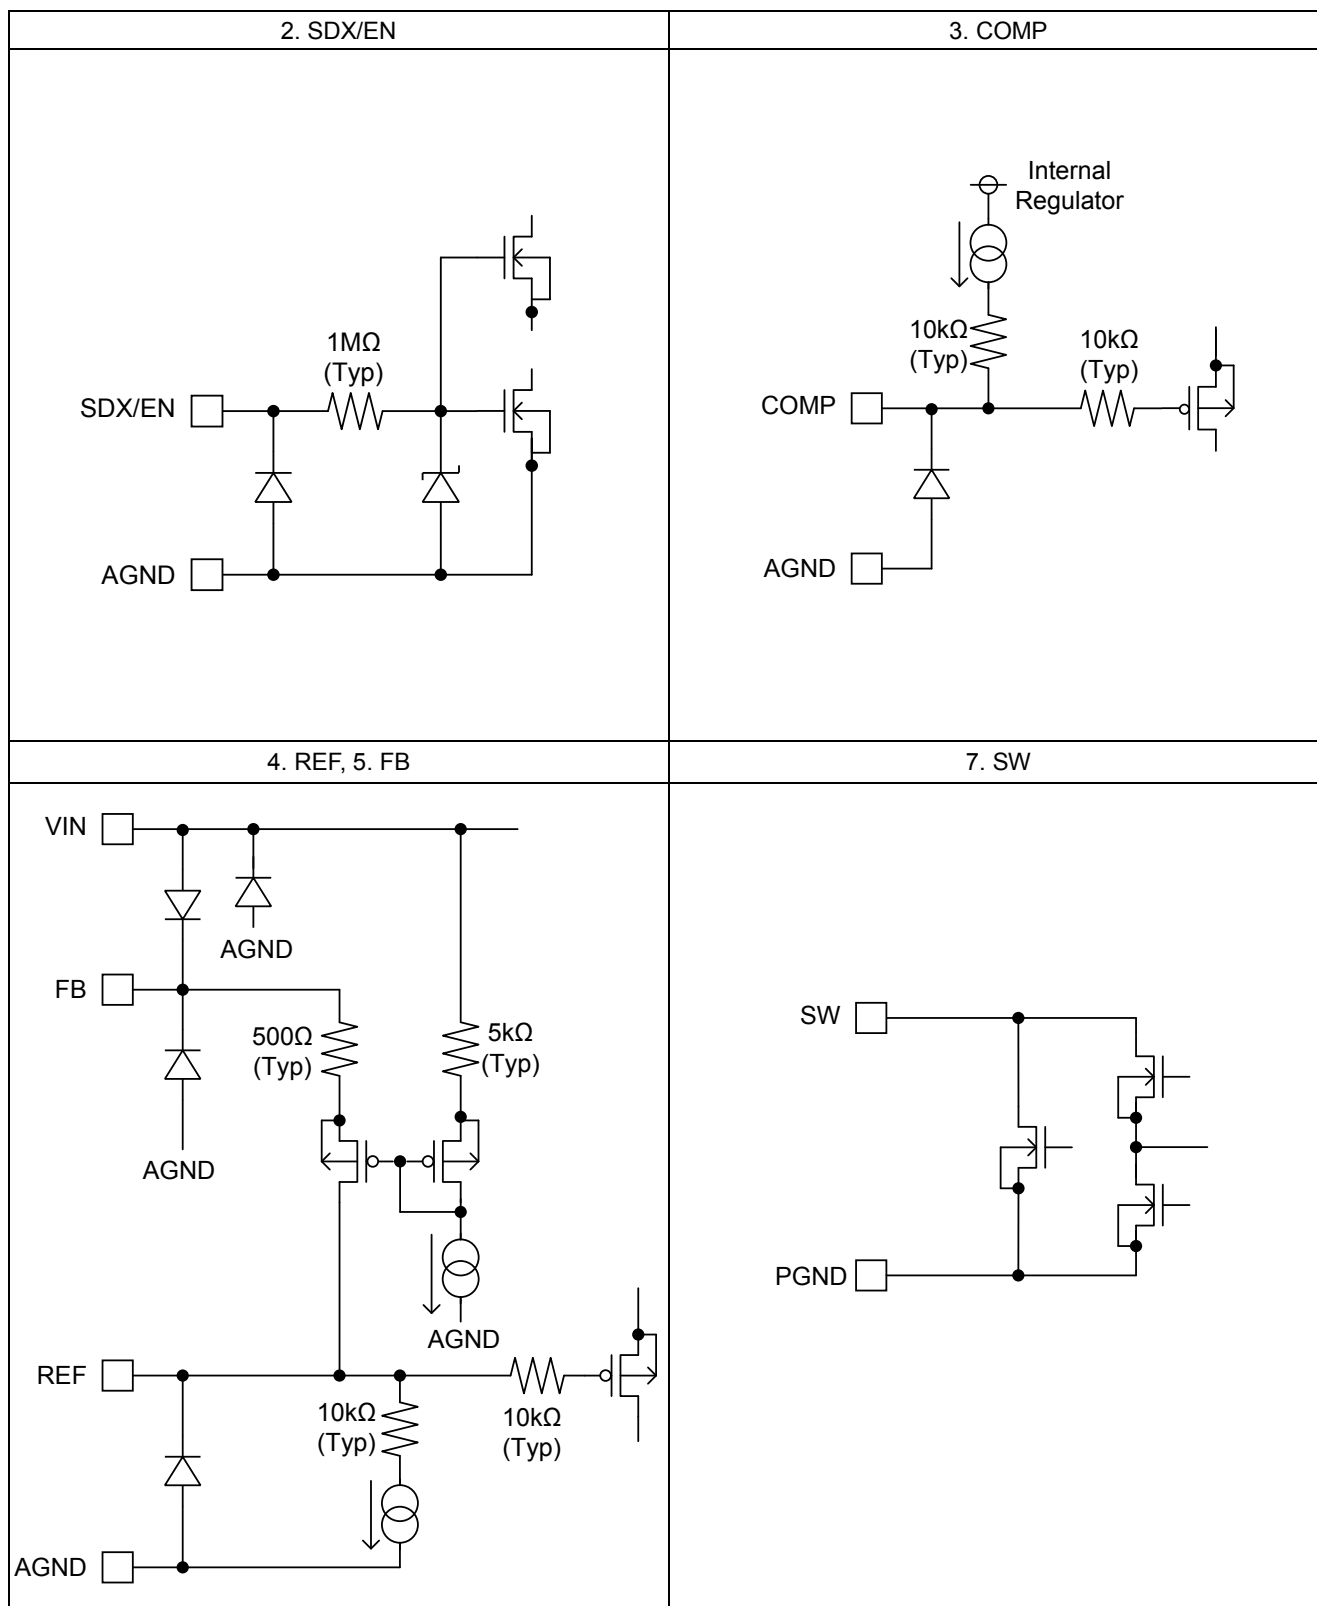 2. SDX/EN
3. COMP
1MΩ
(Typ)
SDX/EN
AGND
Internal
Regulator
10kΩ
(Typ)
10kΩ
(Typ)
COMP
AGND
4. REF, 5. FB
7. SW
VIN
AGND
FB
500Ω
(Typ)
5kΩ
(Typ)
AGND
AGND
REF
10kΩ
(Typ)
10kΩ
(Typ)
AGND
SW
PGND